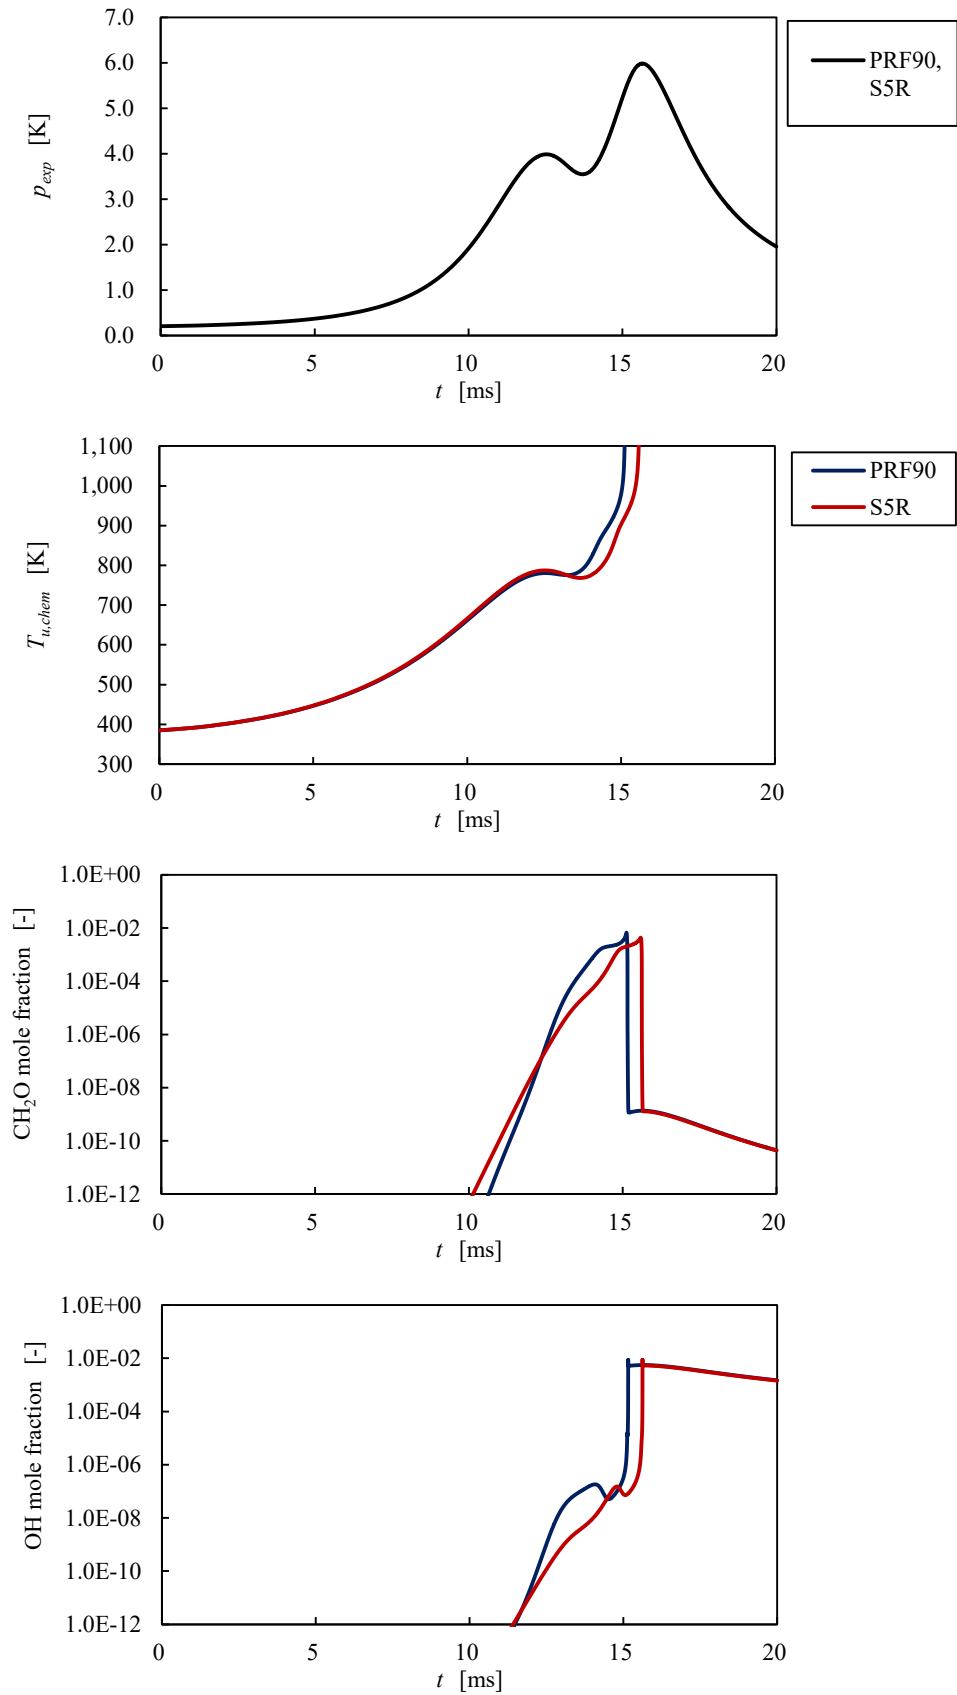 7.0
6.0
5.0
4.0
3.0
2.0
1.0
0.0
p_exp [K]
0 5 10 15 20
t [ms]
PRF90,
S5R
1,100
1,000
900
800
700
600
500
400
300
T_u,chem [K]
0 5 10 15 20
t [ms]
PRF90
S5R
1.0E+00
1.0E-02
1.0E-04
1.0E-06
1.0E-08
1.0E-10
1.0E-12
CH₂O mole fraction [-]
0 5 10 15 20
t [ms]
1.0E+00
1.0E-02
1.0E-04
1.0E-06
1.0E-08
1.0E-10
1.0E-12
OH mole fraction [-]
0 5 10 15 20
t [ms]